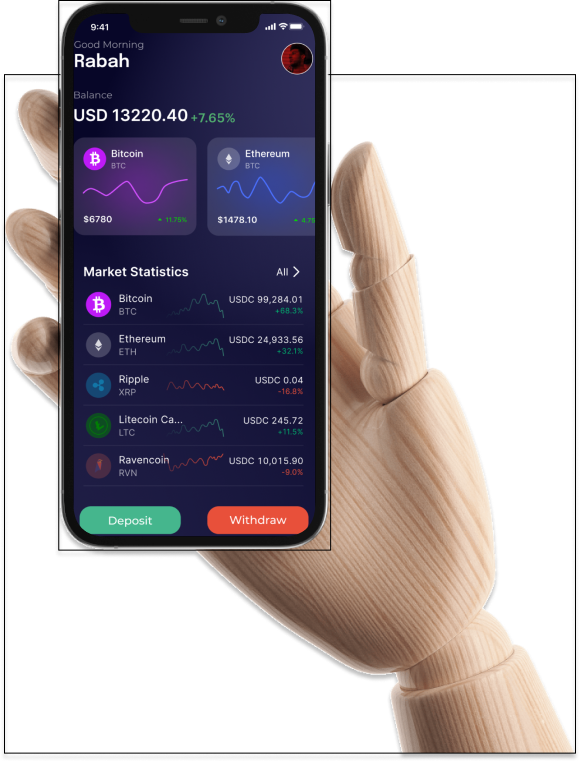 9:41
Good Morning
Rabah
Balance
USD 13220.40 +7.65%
Bitcoin
BTC
$6780
11.75%
Ethereum
BTC
$1478.10
Market Statistics
All
Bitcoin
BTC
USDC 99,284.01
+68.3%
Ethereum
ETH
USDC 24,933.56
+32.1%
Ripple
XRP
USDC 0.04
-16.8%
Litecoin Ca...
LTC
USDC 245.72
+11.5%
Ravencoin
RVN
USDC 10,015.90
-9.0%
Deposit
Withdraw